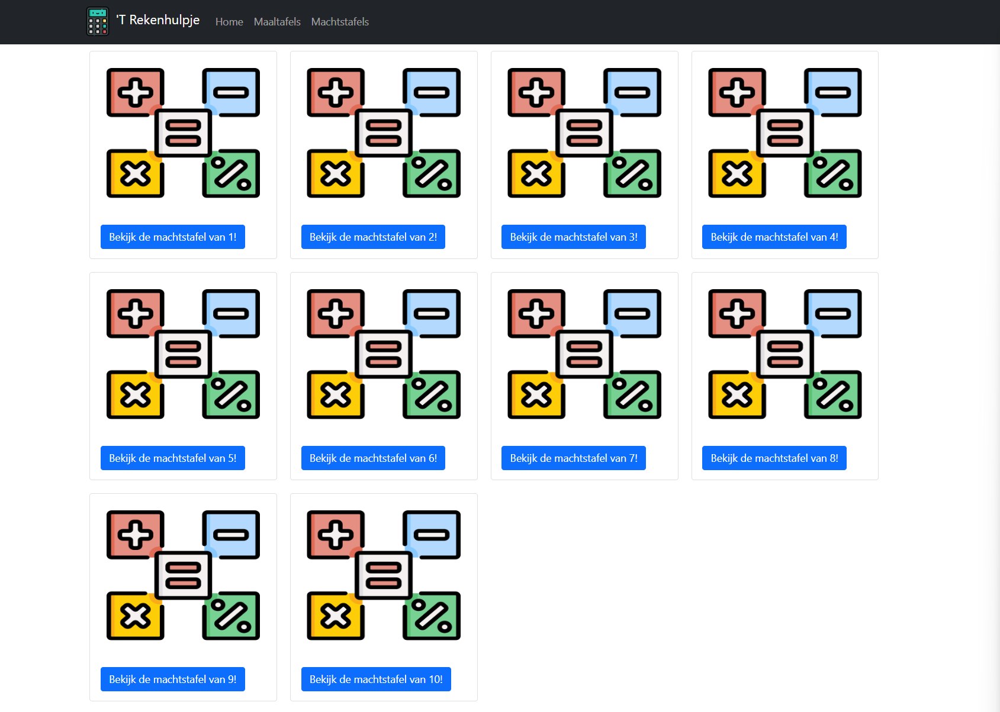 'T Rekenhulpje Home Maaltafels Machtstafels
Bekijk de machtstafel van 1! Bekijk de machtstafel van 2! Bekijk de machtstafel van 3! Bekijk de machtstafel van 4!
Bekijk de machtstafel van 5! Bekijk de machtstafel van 6! Bekijk de machtstafel van 7! Bekijk de machtstafel van 8!
Bekijk de machtstafel van 9! Bekijk de machtstafel van 10!